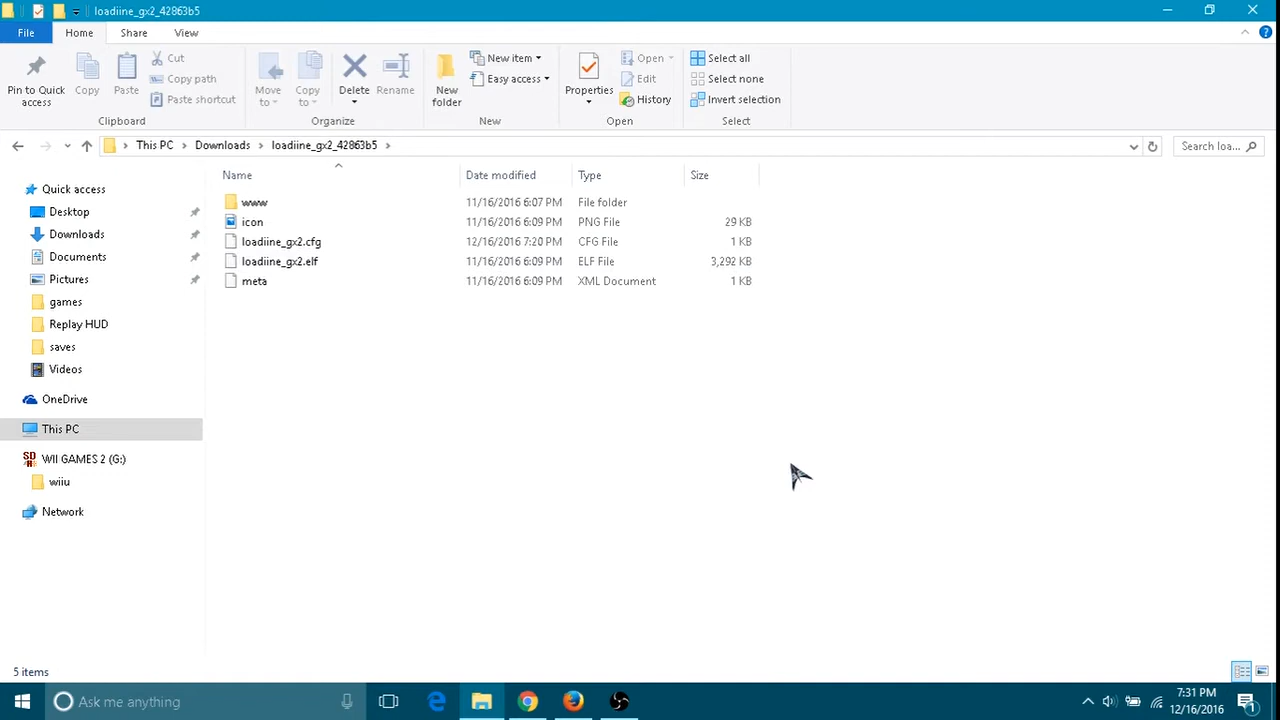 loadiine_gx2_42863b5
File Home Share View
Pin to Quick access
Copy
Paste
Cut
Copy path
Paste shortcut
Clipboard
Move to
Copy to
Delete
Rename
Organize
New folder
New item
Easy access
New
Properties
Open
Edit
History
Open
Select all
Select none
Invert selection
Select
This PC Downloads loadiine_gx2_42863b5
Search loa...
Name Date modified Type Size
www 11/16/2016 6:07 PM File folder
icon 11/16/2016 6:09 PM PNG File 29 KB
loadiine_gx2.cfg 12/16/2016 7:20 PM CFG File 1 KB
loadiine_gx2.elf 11/16/2016 6:09 PM ELF File 3,292 KB
meta 11/16/2016 6:09 PM XML Document 1 KB
Quick access
Desktop
Downloads
Documents
Pictures
games
Replay HUD
saves
Videos
OneDrive
This PC
WII GAMES 2 (G:)
wiiu
Network
5 items
Ask me anything
7:31 PM
12/16/2016
1